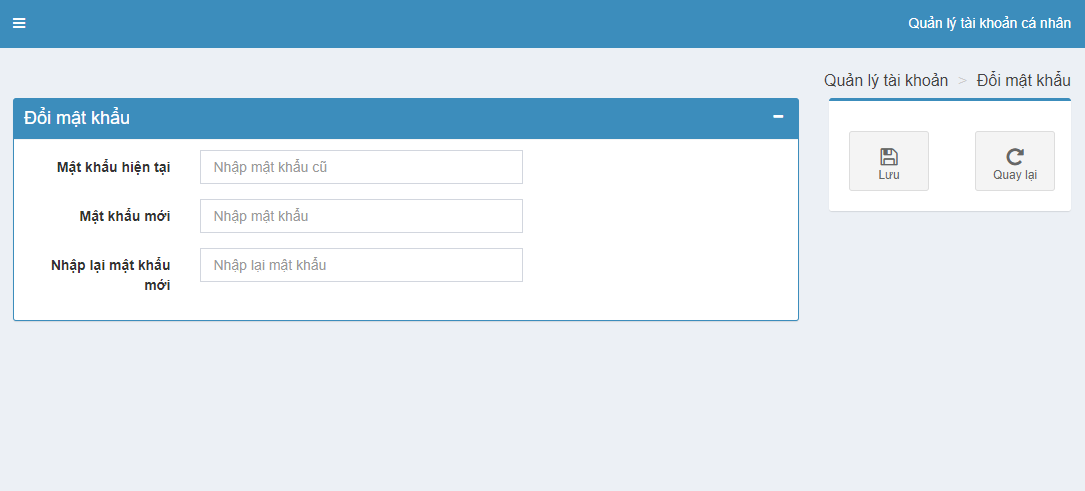 Quản lý tài khoản cá nhân
Quản lý tài khoản > Đổi mật khẩu
Đổi mật khẩu
Mật khẩu hiện tại
Nhập mật khẩu cũ
Mật khẩu mới
Nhập mật khẩu
Nhập lại mật khẩu
mới
Nhập lại mật khẩu
Lưu
Quay lại